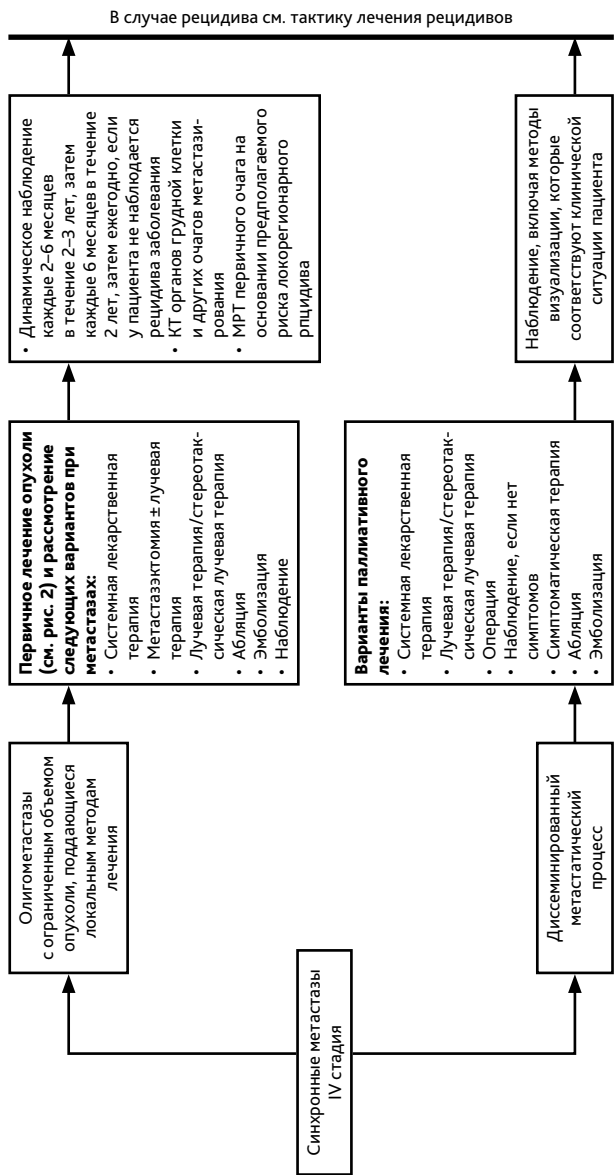 Синхронные метастазы
IV стадия
Олигометастазы
с ограниченным объемом
опухоли, поддающиеся
локальным методам
лечения
Первичное лечение опухоли
(см. рис. 2) и рассмотрение
следующих вариантов при
метастазах:
• Системная лекарственная
терапия
• Метастазэктомия ± лучевая
терапия
• Лучевая терапия/стереотак-
сическая лучевая терапия
• Абляция
• Эмболизация
• Наблюдение
• Динамическое наблюдение
каждые 2–6 месяцев
в течение 2–3 лет, затем
каждые 6 месяцев в течение
2 лет, затем ежегодно, если
у пациента не наблюдается
рецидива заболевания
• КТ органов грудной клетки
и других очагов метастази-
рования
• МРТ первичного очага на
основании предполагаемого
риска локорегионарного
рпцидива
Диссеминированный
метастатический
процесс
Варианты паллиативного
лечения:
• Системная лекарственная
терапия
• Лучевая терапия/стереотак-
сическая лучевая терапия
• Операция
• Наблюдение, если нет
симптомов
• Симптоматическая терапия
• Абляция
• Эмболизация
Наблюдение, включая методы
визуализации, которые
соответствуют клинической
ситуации пациента
В случае рецидива см. тактику лечения рецидивов